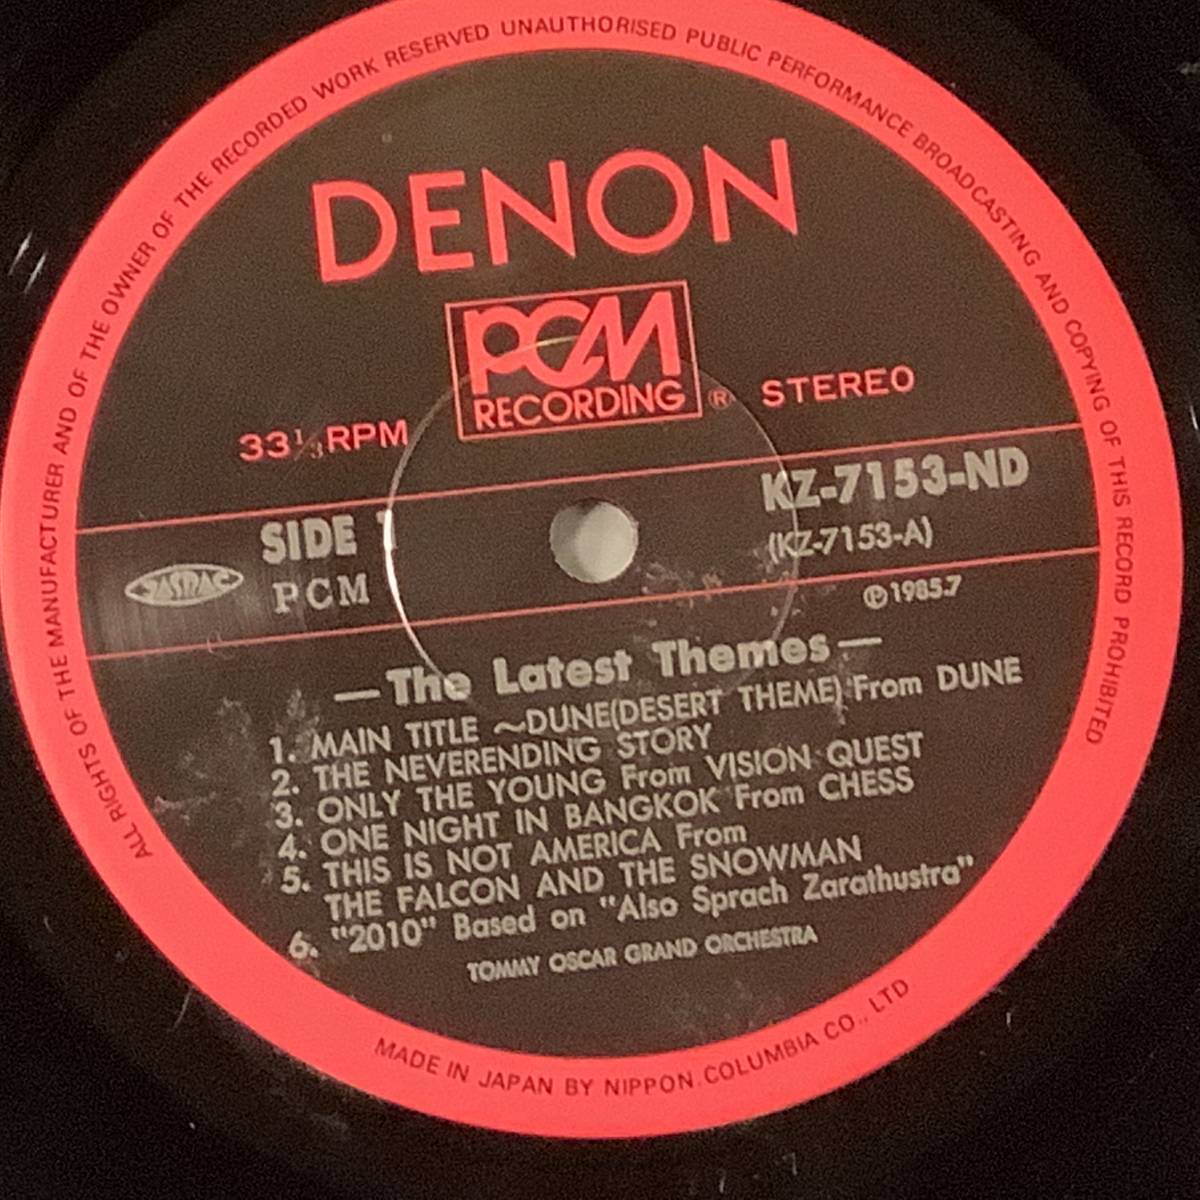 ALL RIGHTS OF THE MANUFACTURER AND OF THE OWNER OF THE RECORDED WORK RESERVED UNAUTHORISED PUBLIC PERFORMANCE BROADCASTING AND COPYING OF THIS RECORD PROHIBITED
DENON
PCM
RECORDING ®
33⅓RPM
STEREO
SIDE 1
KZ-7153-ND
(KZ-7153-A)
JASRAC
PCM
Ⓟ1985.7
—The Latest Themes—
1. MAIN TITLE ~DUNE(DESERT THEME) From DUNE
2. THE NEVERENDING STORY
3. ONLY THE YOUNG From VISION QUEST
4. ONE NIGHT IN BANGKOK From CHESS
5. THIS IS NOT AMERICA From
THE FALCON AND THE SNOWMAN
6. "2010" Based on "Also Sprach Zarathustra"
TOMMY OSCAR GRAND ORCHESTRA
MADE IN JAPAN BY NIPPON COLUMBIA CO., LTD